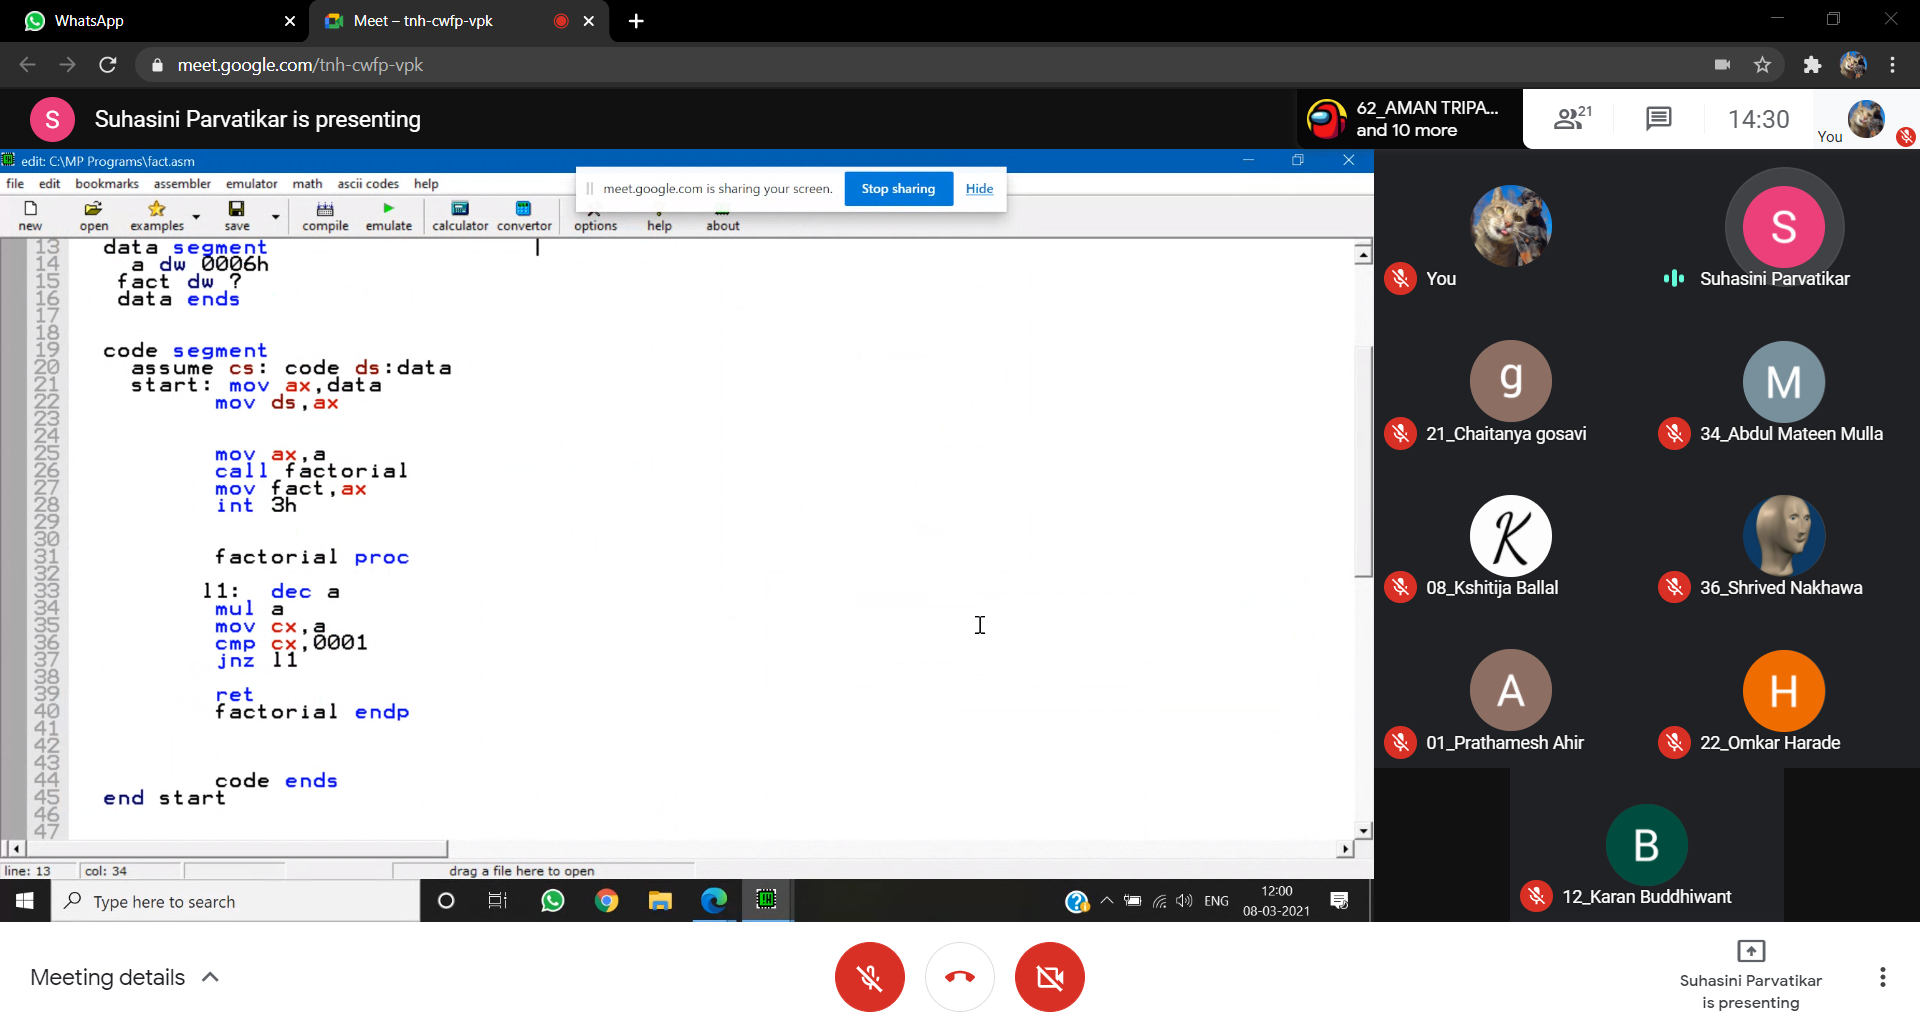 WhatsApp
Meet – tnh-cwfp-vpk
meet.google.com/tnh-cwfp-vpk
S
Suhasini Parvatikar is presenting
62_AMAN TRIPA...
and 10 more
21
14:30
You
edit: C:\MP Programs\fact.asm
file edit bookmarks assembler emulator math ascii codes help
meet.google.com is sharing your screen.
Stop sharing
Hide
new open examples save compile emulate calculator convertor options help about
13 data segment
14 a dw 0006h
15 fact dw ?
16 data ends
17
18
19 code segment
20 assume cs: code ds:data
21 start: mov ax,data
22 mov ds,ax
23
24
25 mov ax,a
26 call factorial
27 mov fact,ax
28 int 3h
29
30
31 factorial proc
32
33 l1: dec a
34 mul a
35 mov cx,a
36 cmp cx,0001
37 jnz l1
38
39 ret
40 factorial endp
41
42
43
44 code ends
45 end start
46
47
line: 13
col: 34
drag a file here to open
Type here to search
ENG
12:00
08-03-2021
You
S
Suhasini Parvatikar
g
21_Chaitanya gosavi
M
34_Abdul Mateen Mulla
K
08_Kshitija Ballal
36_Shrived Nakhawa
A
01_Prathamesh Ahir
H
22_Omkar Harade
B
12_Karan Buddhiwant
Meeting details
Suhasini Parvatikar
is presenting